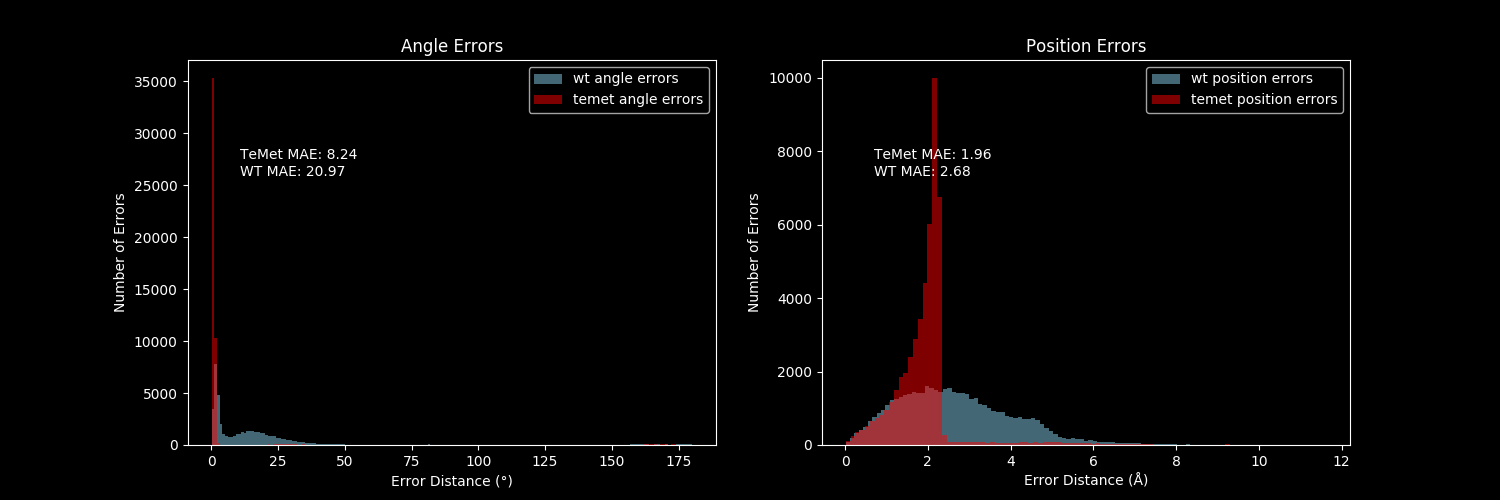 Angle Errors
wt angle errors
temet angle errors
TeMet MAE: 8.24
WT MAE: 20.97
Number of Errors
35000
30000
25000
20000
15000
10000
5000
0
0 25 50 75 100 125 150 175
Error Distance (°)
Position Errors
wt position errors
temet position errors
TeMet MAE: 1.96
WT MAE: 2.68
Number of Errors
10000
8000
6000
4000
2000
0
0 2 4 6 8 10 12
Error Distance (Å)